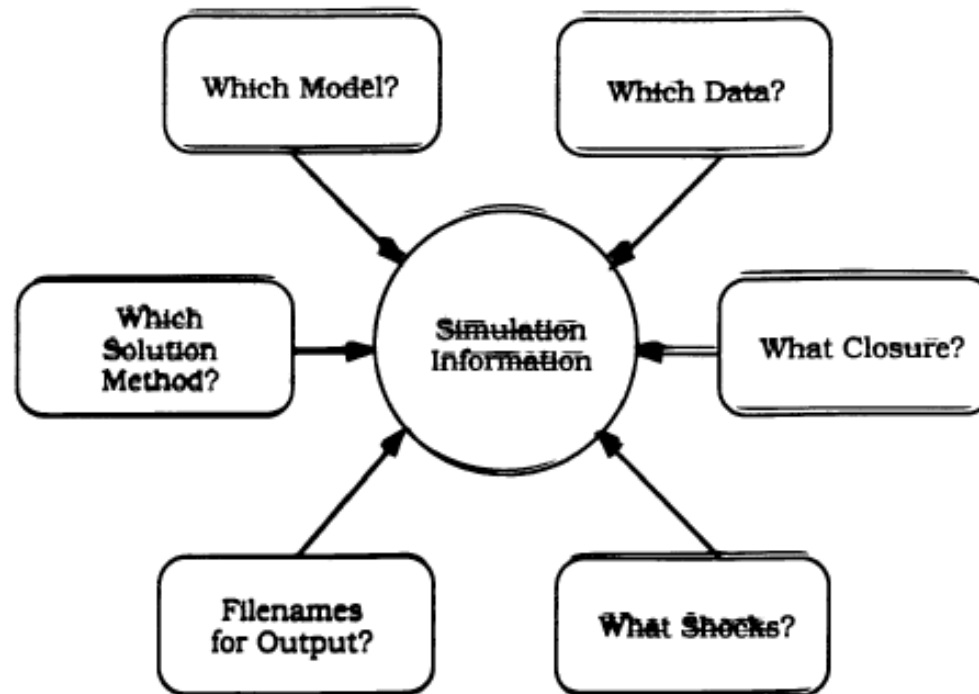 Which Model?
Which Data?
Which
Solution
Method?
Simulation
Information
What Closure?
Filenames
for Output?
What Shocks?